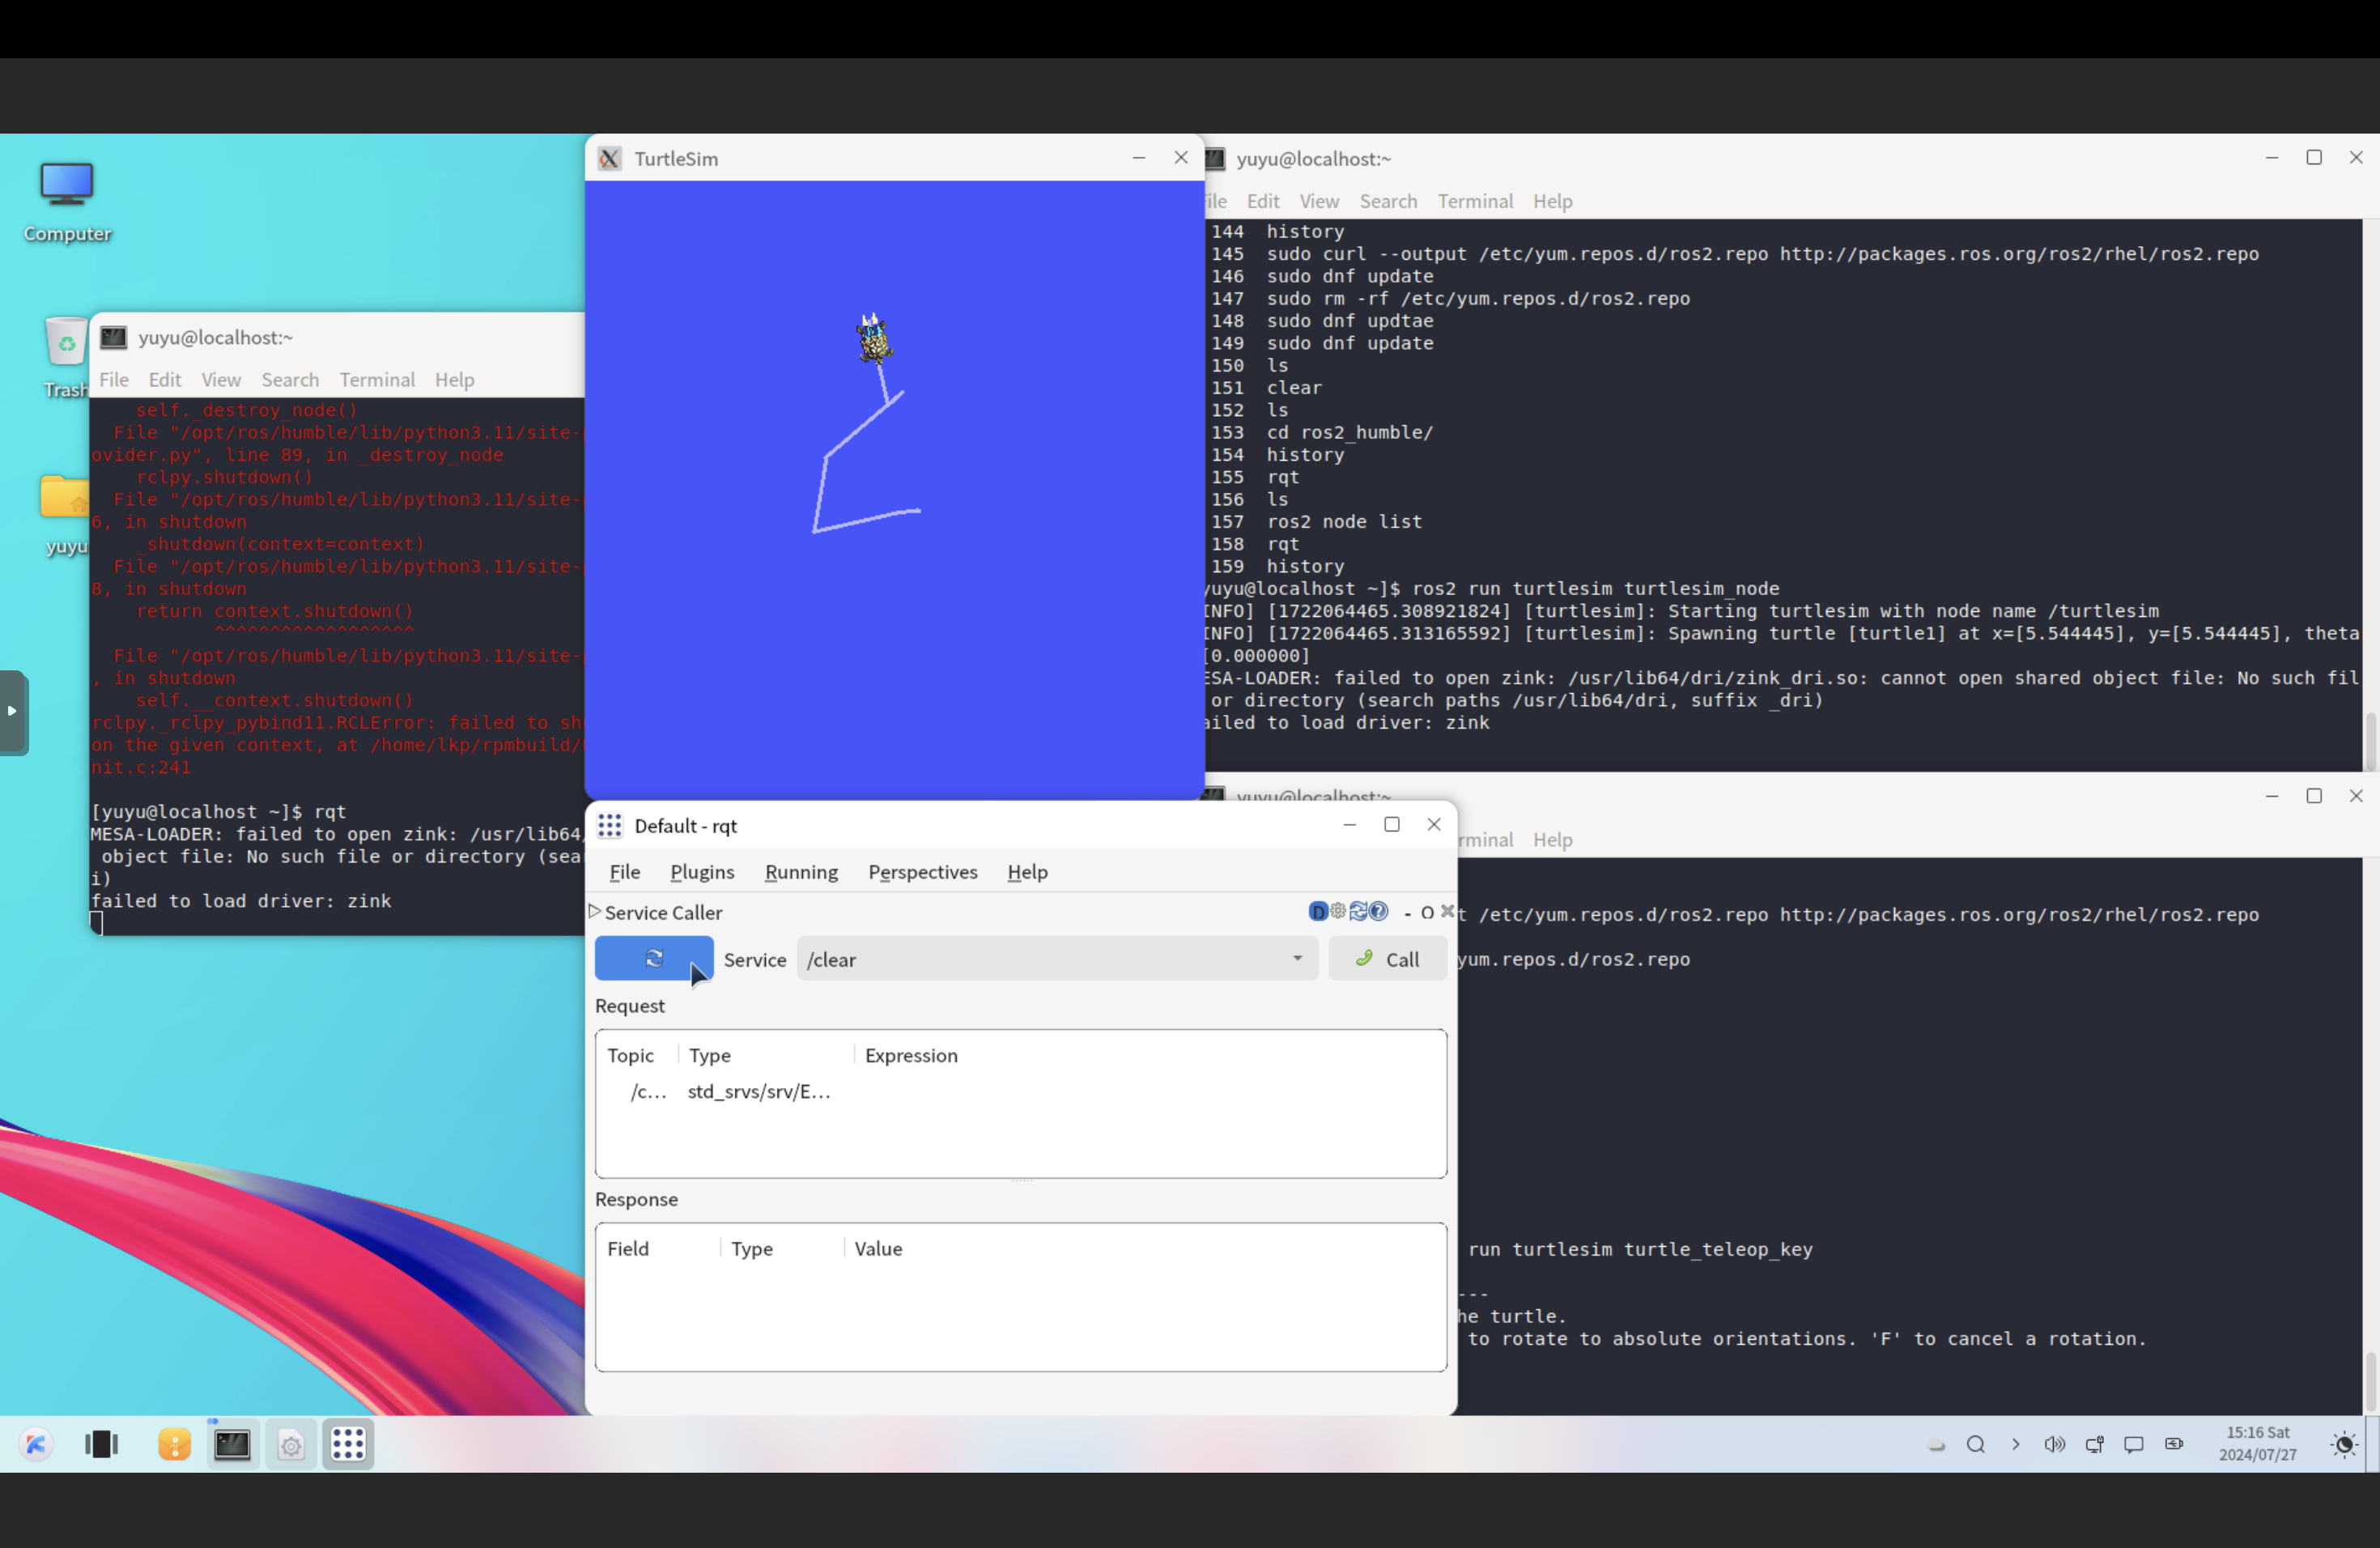 Computer
Trash
yuyu
yuyu@localhost:~
File Edit View Search Terminal Help
self._destroy_node()
File "/opt/ros/humble/lib/python3.11/site-
ovider.py", line 89, in _destroy_node
rclpy.shutdown()
File "/opt/ros/humble/lib/python3.11/site-
6, in shutdown
_shutdown(context=context)
File "/opt/ros/humble/lib/python3.11/site-
8, in shutdown
return context.shutdown()
^^^^^^^^^^^^^^^^^^
File "/opt/ros/humble/lib/python3.11/site-
, in shutdown
self.__context.shutdown()
rclpy._rclpy_pybind11.RCLError: failed to sh
on the given context, at /home/lkp/rpmbuild/
nit.c:241
[yuyu@localhost ~]$ rqt
MESA-LOADER: failed to open zink: /usr/lib64/
object file: No such file or directory (sea
i)
failed to load driver: zink
TurtleSim
yuyu@localhost:~
ile Edit View Search Terminal Help
144 history
145 sudo curl --output /etc/yum.repos.d/ros2.repo http://packages.ros.org/ros2/rhel/ros2.repo
146 sudo dnf update
147 sudo rm -rf /etc/yum.repos.d/ros2.repo
148 sudo dnf updtae
149 sudo dnf update
150 ls
151 clear
152 ls
153 cd ros2_humble/
154 history
155 rqt
156 ls
157 ros2 node list
158 rqt
159 history
yuyu@localhost ~]$ ros2 run turtlesim turtlesim_node
INFO] [1722064465.308921824] [turtlesim]: Starting turtlesim with node name /turtlesim
INFO] [1722064465.313165592] [turtlesim]: Spawning turtle [turtle1] at x=[5.544445], y=[5.544445], theta
[0.000000]
ESA-LOADER: failed to open zink: /usr/lib64/dri/zink_dri.so: cannot open shared object file: No such fil
or directory (search paths /usr/lib64/dri, suffix _dri)
ailed to load driver: zink
yuyu@localhost:~
rminal Help
t /etc/yum.repos.d/ros2.repo http://packages.ros.org/ros2/rhel/ros2.repo
yum.repos.d/ros2.repo
run turtlesim turtle_teleop_key
---
he turtle.
to rotate to absolute orientations. 'F' to cancel a rotation.
Default - rqt
File Plugins Running Perspectives Help
Service Caller
D ? - O
Service /clear Call
Request
Topic Type Expression
/c... std_srvs/srv/E...
Response
Field Type Value
15:16 Sat
2024/07/27